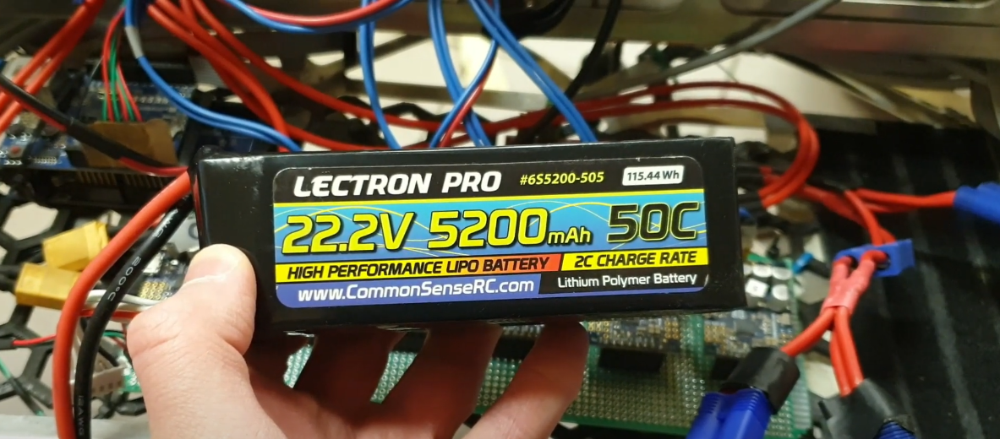 LECTRON PRO #6S5200-505 115.44 Wh
22.2V 5200mAh 50C
HIGH PERFORMANCE LIPO BATTERY 2C CHARGE RATE
www.CommonSenseRC.com Lithium Polymer Battery
200°C